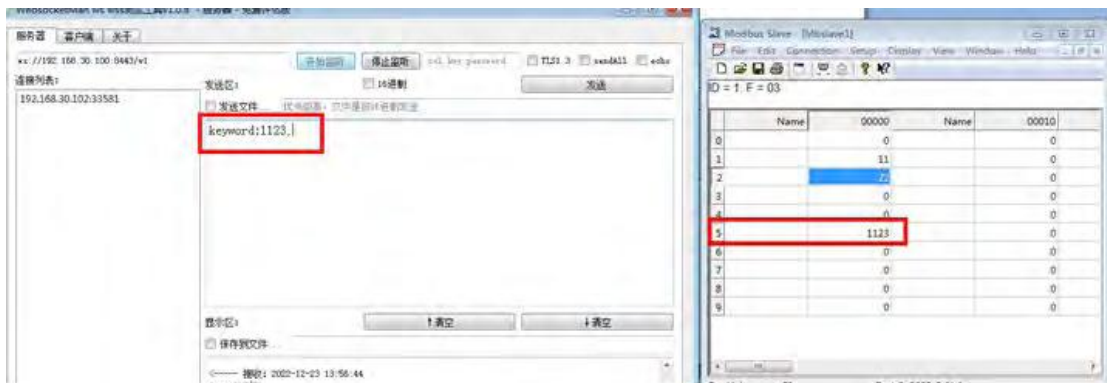 服务器 客户端 关于
ws://192.168.30.100:8443/v1
开始监听 停止监听 ssl key password TLS1.3 sendAll echo
连接列表:
192.168.30.102:33581
发送区: 16进制 发送
发送文件
keyword:1123,
显示区: ↑清空 ↓清空
保存到文件
<----- 接收: 2022-12-23 13:56:44
Modbus Slave - [Mbslave1]
File Edit Connection Setup Display View Window Help
ID = 1 F = 03
Name 00000 Name 00010
0 0 0
1 11 0
2 22 0
3 0 0
4 0 0
5 1123 0
6 0 0
7 0 0
8 0 0
9 0 0